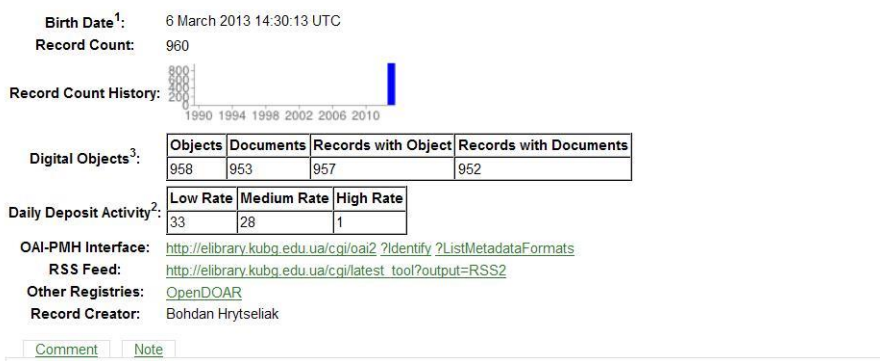 Birth Date1: 6 March 2013 14:30:13 UTC
Record Count: 960
Record Count History:
800
600
400
200
0
1990 1994 1998 2002 2006 2010
Digital Objects3:
Objects Documents Records with Object Records with Documents
958 953 957 952
Daily Deposit Activity2:
Low Rate Medium Rate High Rate
33 28 1
OAI-PMH Interface: http://elibrary.kubg.edu.ua/cgi/oai2 ?Identify ?ListMetadataFormats
RSS Feed: http://elibrary.kubg.edu.ua/cgi/latest_tool?output=RSS2
Other Registries: OpenDOAR
Record Creator: Bohdan Hrytseliak
Comment Note